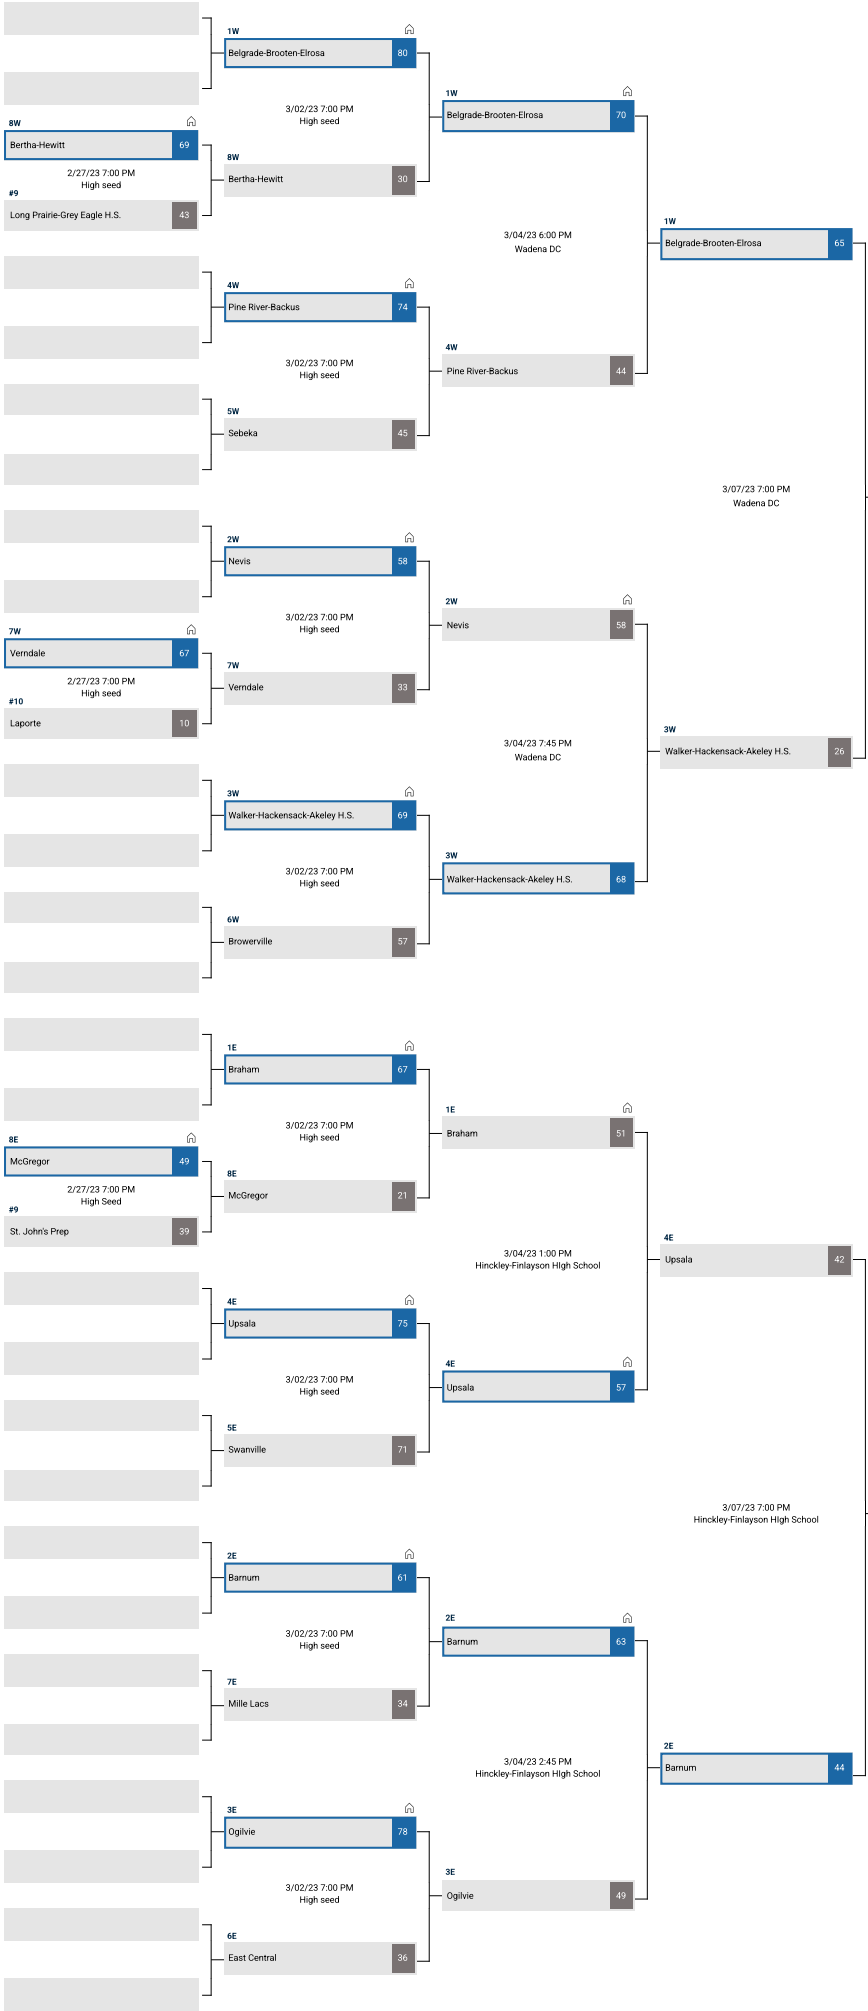 1W
Belgrade-Brooten-Elrosa 80
3/02/23 7:00 PM
High seed
1W
Belgrade-Brooten-Elrosa 70
8W
Bertha-Hewitt 69
2/27/23 7:00 PM
High seed
8W
Bertha-Hewitt 30
#9
Long Prairie-Grey Eagle H.S. 43
3/04/23 6:00 PM
Wadena DC
1W
Belgrade-Brooten-Elrosa 65
4W
Pine River-Backus 74
3/02/23 7:00 PM
High seed
4W
Pine River-Backus 44
5W
Sebeka 45
3/07/23 7:00 PM
Wadena DC
2W
Nevis 58
3/02/23 7:00 PM
High seed
2W
Nevis 58
7W
Verndale 67
2/27/23 7:00 PM
High seed
7W
Verndale 33
#10
Laporte 10
3/04/23 7:45 PM
Wadena DC
3W
Walker-Hackensack-Akeley H.S. 26
3W
Walker-Hackensack-Akeley H.S. 69
3/02/23 7:00 PM
High seed
3W
Walker-Hackensack-Akeley H.S. 68
6W
Browerville 57
1E
Braham 67
3/02/23 7:00 PM
High seed
1E
Braham 51
8E
McGregor 49
2/27/23 7:00 PM
High Seed
8E
McGregor 21
#9
St. John's Prep 39
3/04/23 1:00 PM
Hinckley-Finlayson HIgh School
4E
Upsala 42
4E
Upsala 75
3/02/23 7:00 PM
High seed
4E
Upsala 57
5E
Swanville 71
3/07/23 7:00 PM
Hinckley-Finlayson HIgh School
2E
Barnum 61
3/02/23 7:00 PM
High seed
2E
Barnum 63
7E
Mille Lacs 34
3/04/23 2:45 PM
Hinckley-Finlayson HIgh School
2E
Barnum 44
3E
Ogilvie 78
3/02/23 7:00 PM
High seed
3E
Ogilvie 49
6E
East Central 36